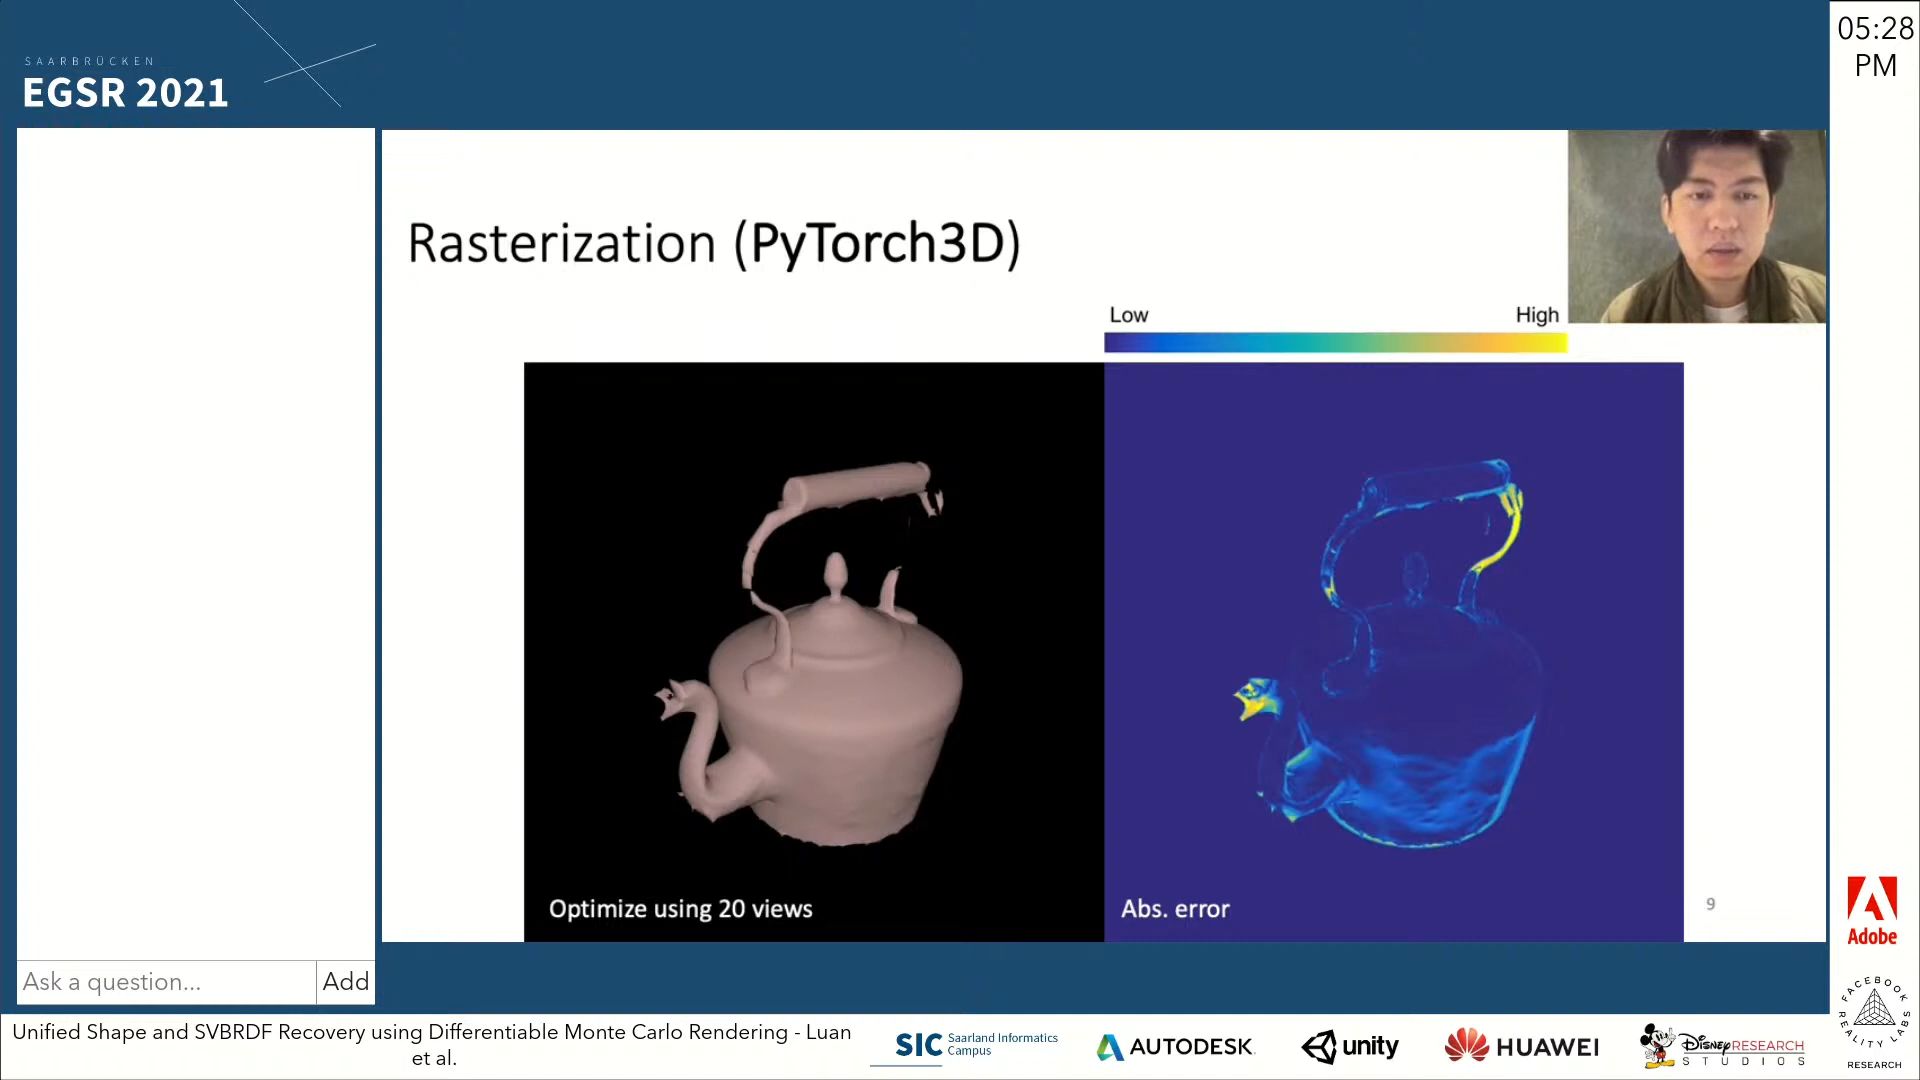 05:28
PM
SAARBRÜCKEN
EGSR 2021
Rasterization (PyTorch3D)
Low High
Optimize using 20 views
Abs. error
9
Ask a question...
Add
Adobe
FACEBOOK
REALITY LABS
RESEARCH
Unified Shape and SVBRDF Recovery using Differentiable Monte Carlo Rendering - Luan
et al.
SIC Saarland Informatics
Campus
AUTODESK.
unity
HUAWEI
DISNEY RESEARCH
STUDIOS